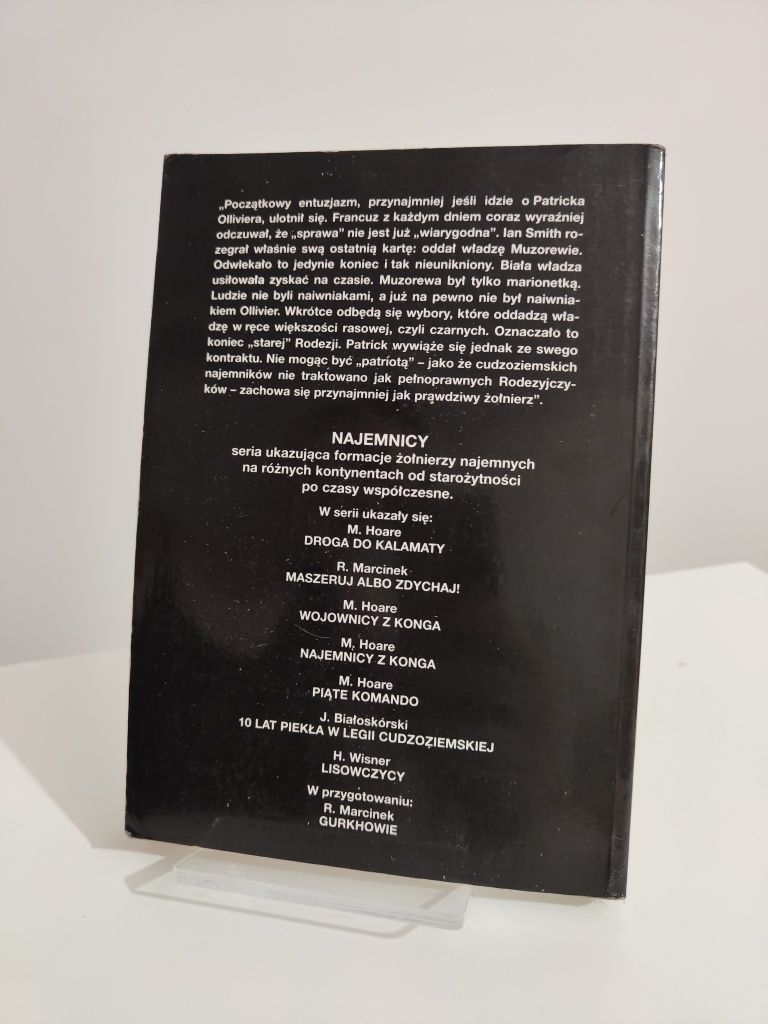 „Początkowy entuzjazm, przynajmniej jeśli idzie o Patricka
Olliviera, ulotnił się. Francuz z każdym dniem coraz wyraźniej
odczuwał, że „sprawa” nie jest już „wiarygodna”. Ian Smith ro-
zegrał właśnie swą ostatnią kartę: oddał władzę Muzorewie.
Odwlekało to jedynie koniec i tak nieunikniony. Biała władza
usiłowała zyskać na czasie. Muzorewa był tylko marionetką.
Ludzie nie byli naiwniakami, a już na pewno nie był naiwnia-
kiem Ollivier. Wkrótce odbędą się wybory, które oddadzą wła-
dzę w ręce większości rasowej, czyli czarnych. Oznaczało to
koniec „starej” Rodezji. Patrick wywiąże się jednak ze swego
kontraktu. Nie mogąc być „patriotą” – jako że cudzoziemskich
najemników nie traktowano jak pełnoprawnych Rodezyjczy-
ków – zachowa się przynajmniej jak prawdziwy żołnierz”.
NAJEMNICY
seria ukazująca formacje żołnierzy najemnych
na różnych kontynentach od starożytności
po czasy współczesne.
W serii ukazały się:
M. Hoare
DROGA DO KALAMATY
R. Marcinek
MASZERUJ ALBO ZDYCHAJ!
M. Hoare
WOJOWNICY Z KONGA
M. Hoare
NAJEMNICY Z KONGA
M. Hoare
PIĄTE KOMANDO
J. Białoskórski
10 LAT PIEKŁA W LEGII CUDZOZIEMSKIEJ
H. Wisner
LISOWCZYCY
W przygotowaniu:
R. Marcinek
GURKHOWIE